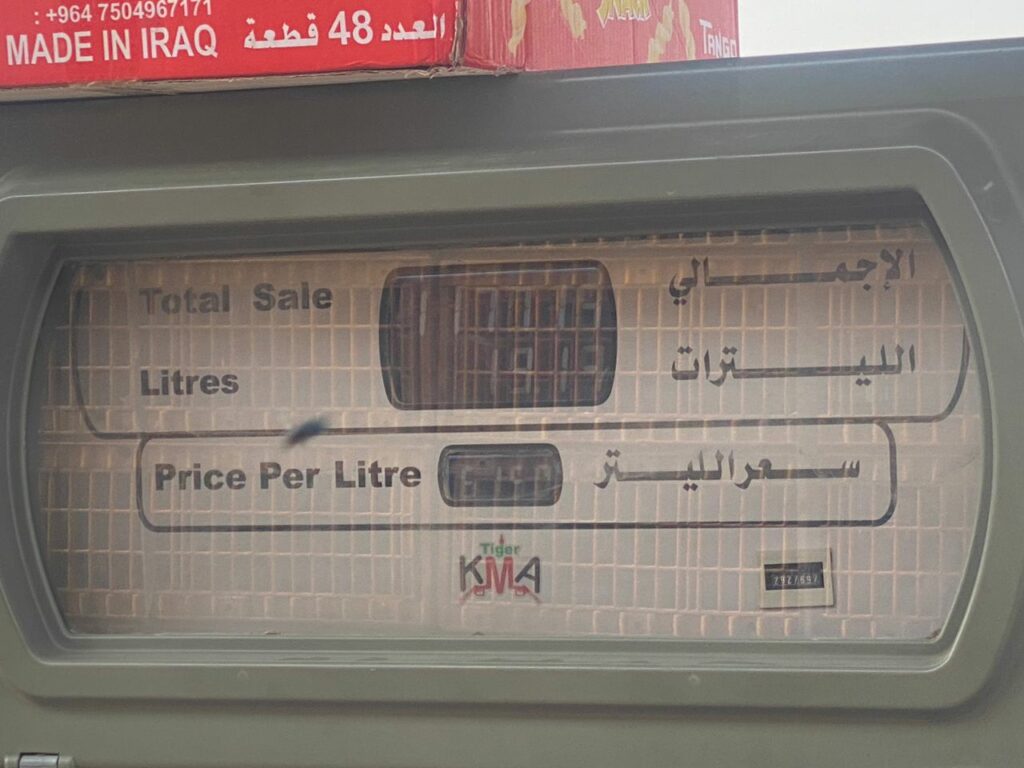 : +964 7504967171
MADE IN IRAQ
العدد 48 قطعة
TANGO
Total Sale
الإجمالي
Litres
الليترات
Price Per Litre
سعر الليتر
Tiger
KMA